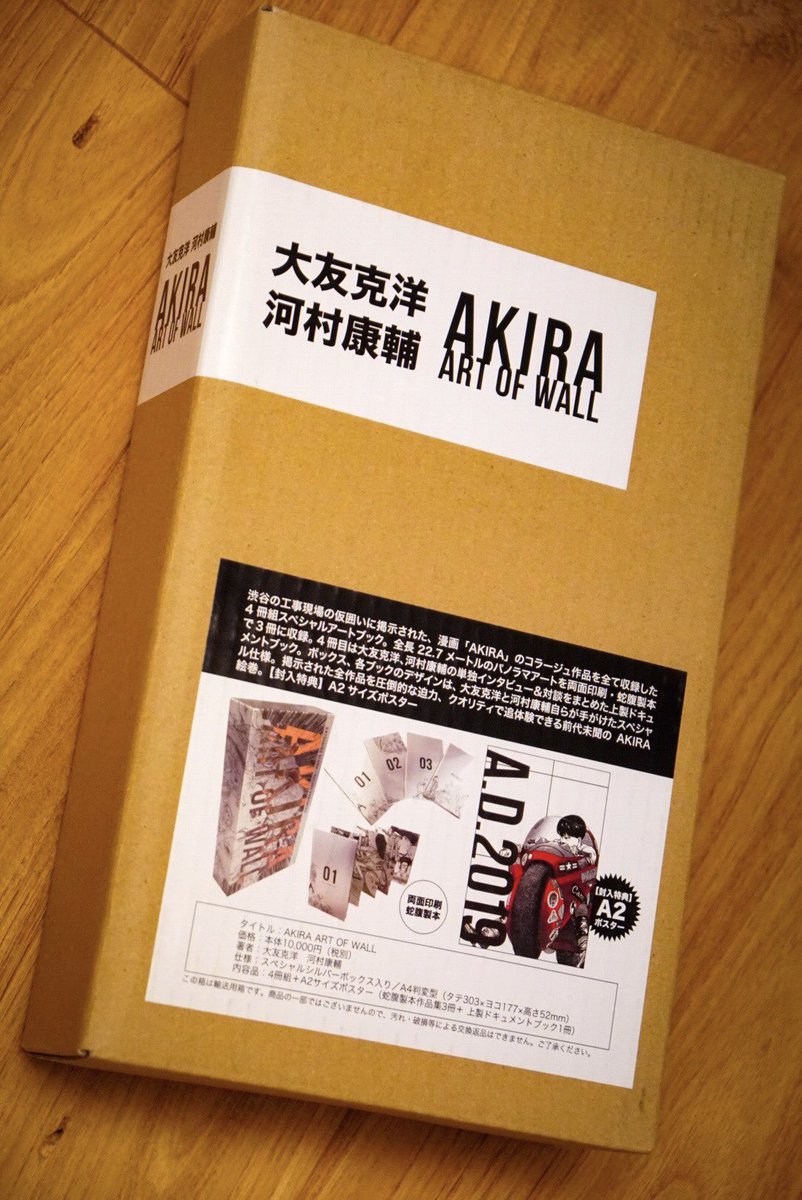 大友克洋 河村康輔
AKIRA
ART OF WALL
大友克洋
河村康輔
AKIRA
ART OF WALL
渋谷の工事現場の仮囲いに掲示された、漫画「AKIRA」のコラージュ作品を全て収録した
4冊組スペシャルアートブック。全長22.7メートルのパノラマアートを両面印刷・蛇腹製本
で3冊に収録。4冊目は大友克洋、河村康輔の単独インタビュー&対談をまとめた上製ドキュ
メントブック。ボックス、各ブックのデザインは、大友克洋と河村康輔自らが手がけたスペシャ
ル仕様。掲示された全作品を圧倒的な迫力、クオリティで追体験できる前代未聞の AKIRA
絵巻。【封入特典】A2 サイズポスター
AKIRA
ART OF WALL
01
02
03
01
両面印刷
蛇腹製本
A.D.2019
【封入特典】
A2
ポスター
タイトル:AKIRA ART OF WALL
価格:本体10,000円(税別)
著者:大友克洋 河村康輔
仕様:スペシャルシルバーボックス入り/A4判変型(タテ303×ヨコ177×高さ52mm)
内容品:4冊組+A2サイズポスター(蛇腹製本作品集3冊+ 上製ドキュメントブック1冊)
この箱は輸送用箱です。商品の一部ではございませんので、汚れ・破損等による交換返品はできません。ご了承ください。